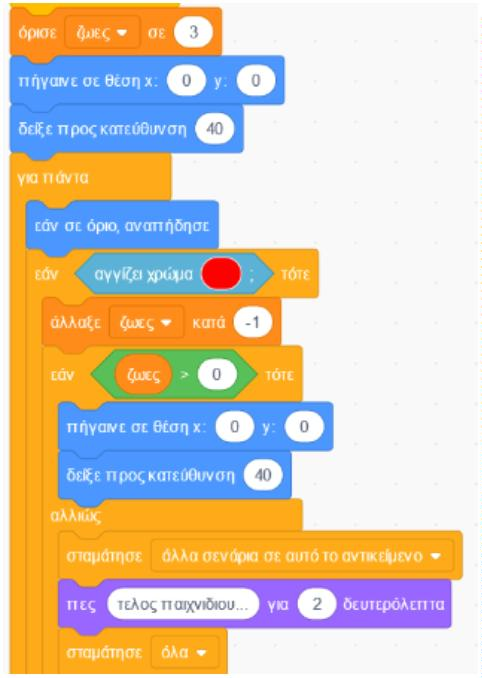 όρισε ζωες σε 3
πήγαινε σε θέση x: 0 y: 0
δείξε προς κατεύθυνση 40
για πάντα
εάν σε όριο, αναπήδησε
εάν αγγίζει χρώμα ; τότε
άλλαξε ζωες κατά -1
εάν ζωες > 0 τότε
πήγαινε σε θέση x: 0 y: 0
δείξε προς κατεύθυνση 40
αλλιώς
σταμάτησε άλλα σενάρια σε αυτό το αντικείμενο
πες τελος παιχνιδιου... για 2 δευτερόλεπτα
σταμάτησε όλα